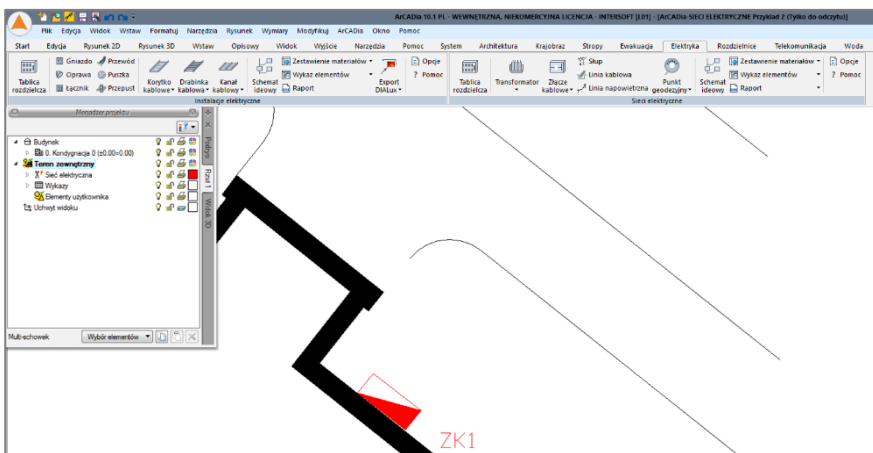 ArCADia 10.1 PL - WEWNĘTRZNA, NIEKOMERCYJNA LICENCJA - INTERSOFT [L01] - [ArCADia-SIECI ELEKTRYCZNE Przykład 2 (Tylko do odczytu)]
Plik Edycja Widok Wstaw Formatuj Narzędzia Rysunek Wymiary Modyfikuj ArCADia Okno Pomoc
Start Edycja Rysunek 2D Rysunek 3D Wstaw Opisowy Widok Wyjście Narzędzia Pomoc System Architektura Krajobraz Stropy Ewakuacja Elektryka Rozdzielnice Telekomunikacja Woda
Tablica rozdzielcza
Gniazdo Przewód
Oprawa Puszka
Łącznik Przepust
Korytko kablowe
Drabinka kablowa
Kanał kablowy
Schemat ideowy
Zestawienie materiałów
Wykaz elementów
Raport
Export DIALux
Opcje
? Pomoc
Tablica rozdzielcza
Transformator
Złącze kablowe
Słup
Linia kablowa
Linia napowietrzna
Punkt geodezyjny
Schemat ideowy
Zestawienie materiałów
Wykaz elementów
Raport
Opcje
? Pomoc
Instalacje elektryczne
Sieci elektryczne
Menadżer projektu
Budynek
0. Kondygnacja 0 (±0.00=0.00)
Teren zewnętrzny
Sieć elektryczna
Wykazy
Elementy użytkownika
Uchwyt widoku
Podrys
Rzut 1
Widok 3D
Multi-schowek
Wybór elementów
ZK1